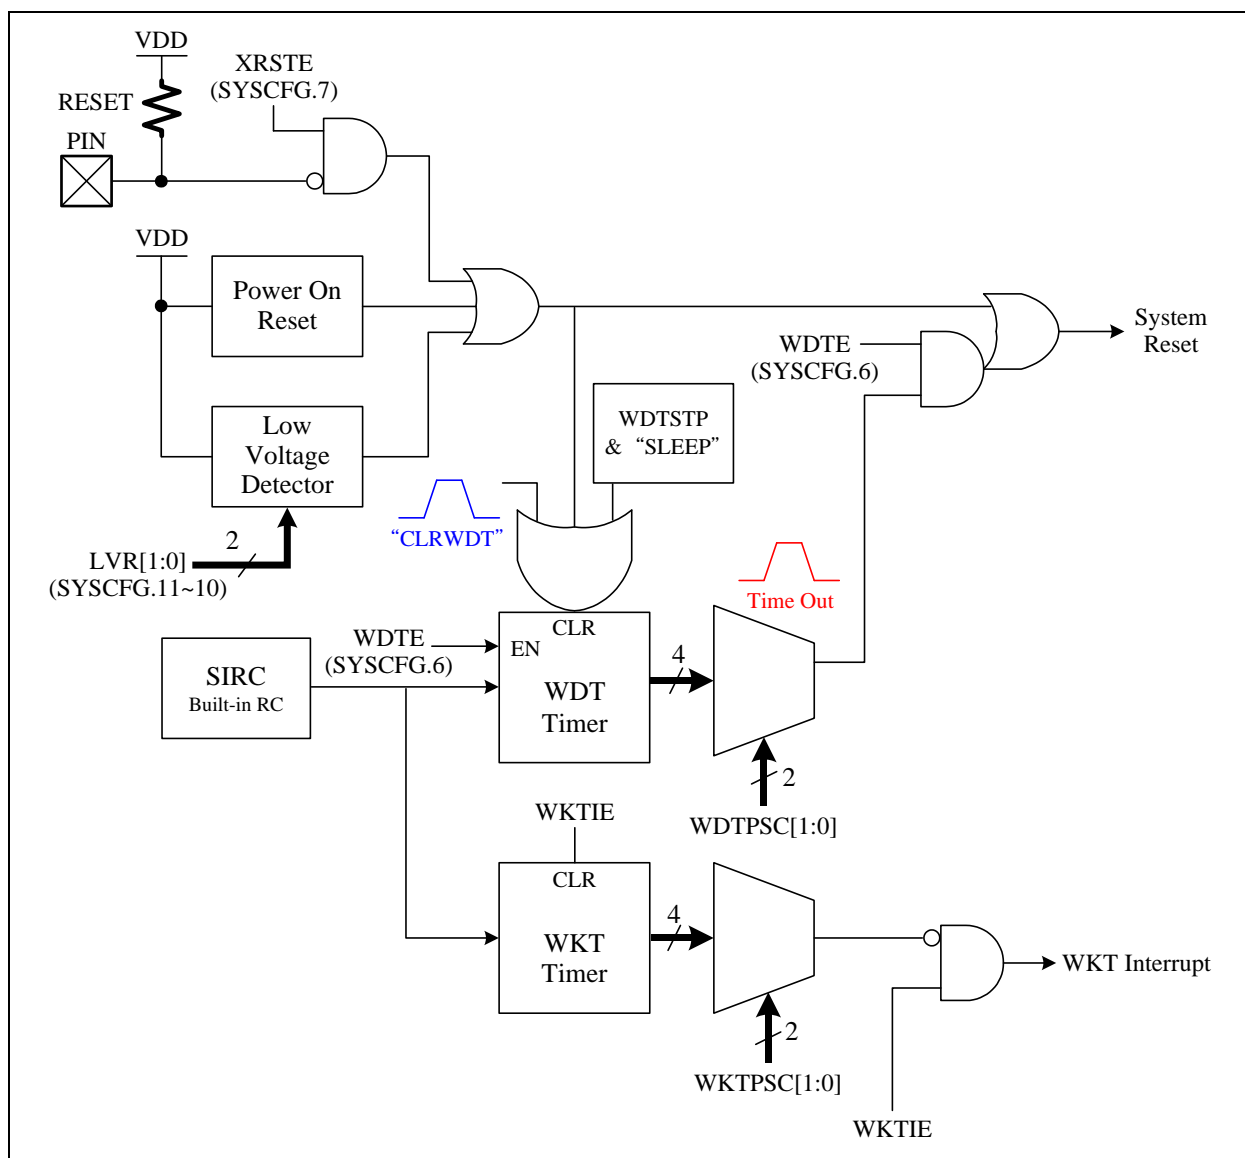 VDD
XRSTE
(SYSCFG.7)
RESET
PIN
VDD
Power On
Reset
System
Reset
WDTE
(SYSCFG.6)
WDTSTP
& “SLEEP”
Low
Voltage
Detector
“CLRWDT”
2
LVR[1:0]
(SYSCFG.11~10)
Time Out
CLR
WDTE
(SYSCFG.6)
EN
SIRC
Built-in RC
WDT
Timer
4
2
WDTPSC[1:0]
WKTIE
CLR
WKT
Timer
4
WKT Interrupt
2
WKTPSC[1:0]
WKTIE